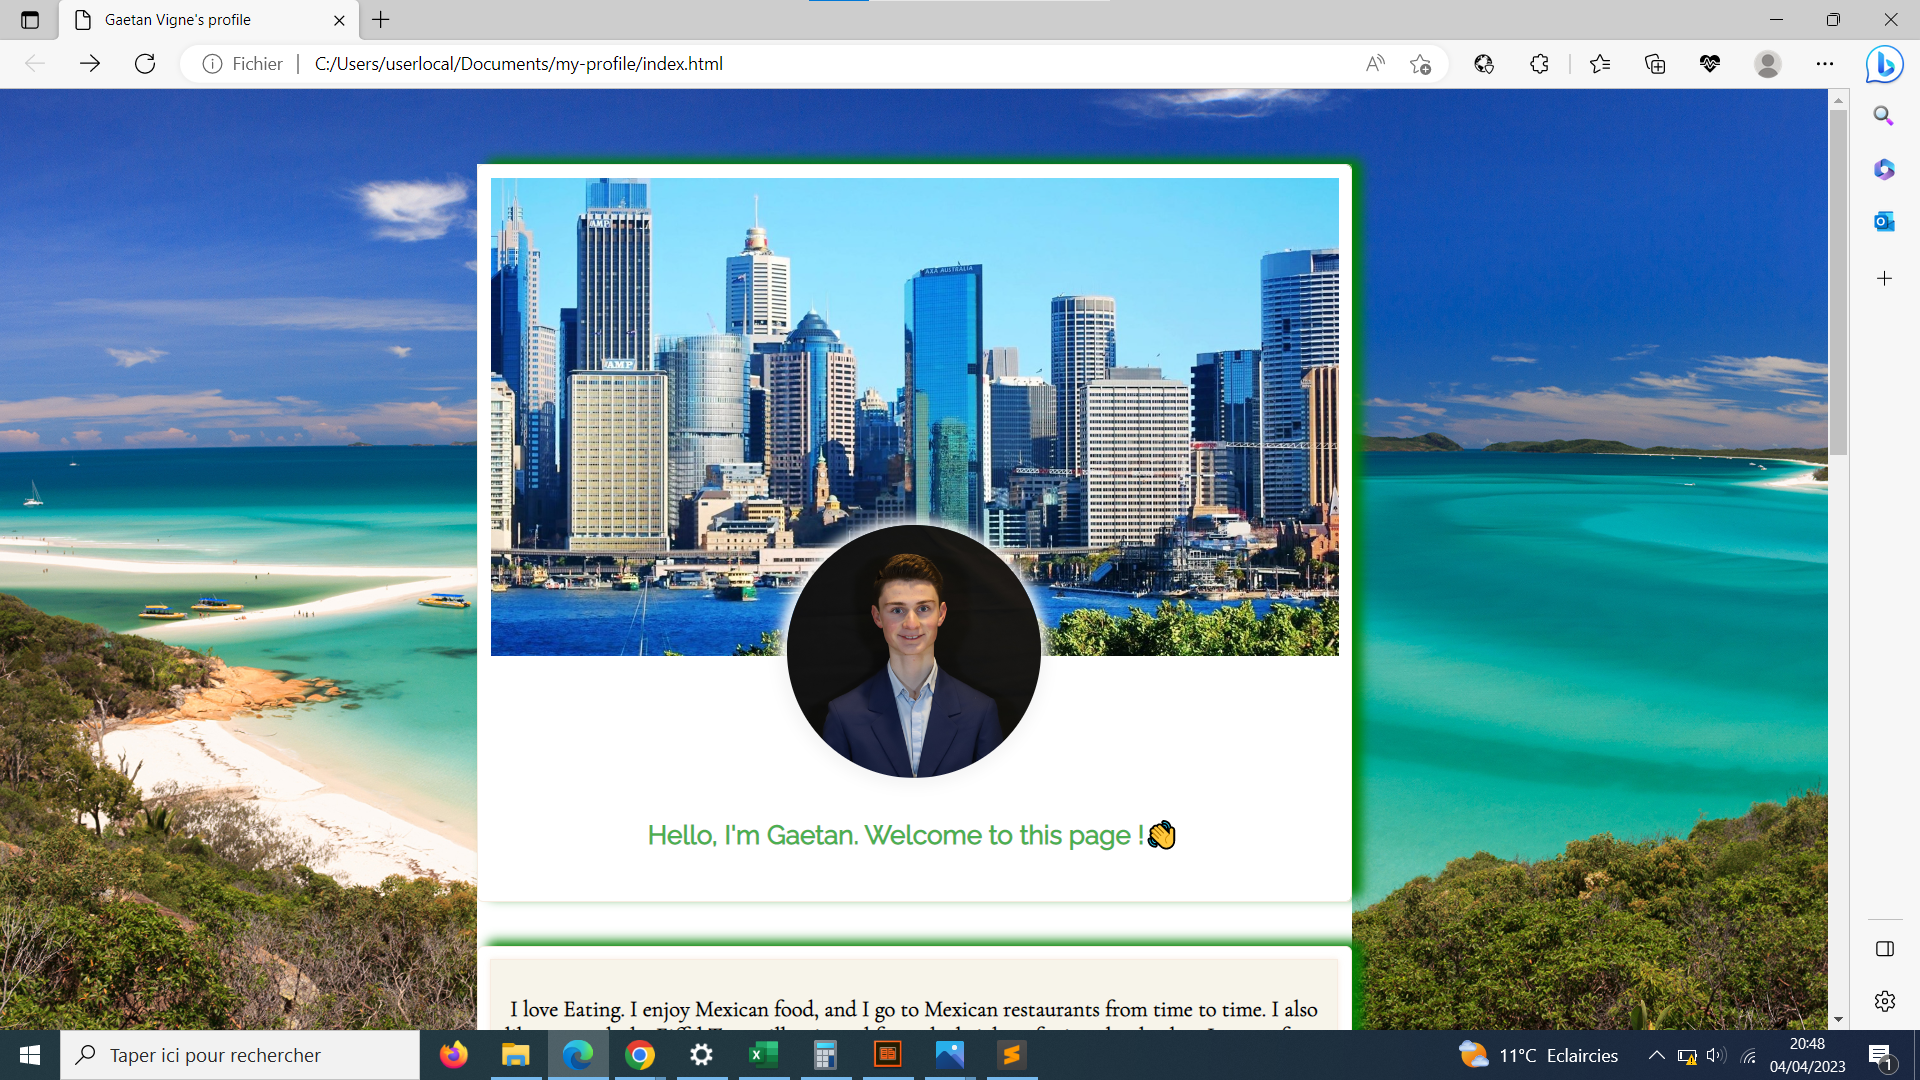 Gaetan Vigne's profile
Fichier
C:/Users/userlocal/Documents/my-profile/index.html
AMP
AXA AUSTRALIA
AMP
Hello, I'm Gaetan. Welcome to this page !👏
I love Eating. I enjoy Mexican food, and I go to Mexican restaurants from time to time. I also
Taper ici pour rechercher
11°C Eclaircies
20:48
04/04/2023
1